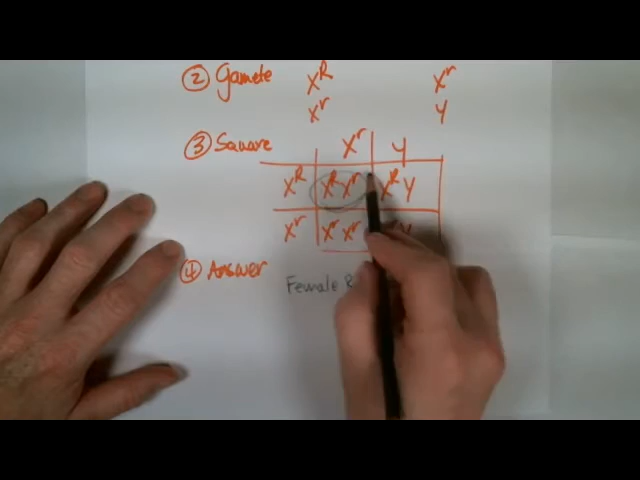 ② Gamete X^R X^r
X^r Y
③ Square X^r Y
X^R X^R X^r X^R Y
X^r X^r X^r Y
④ Answer
Female R